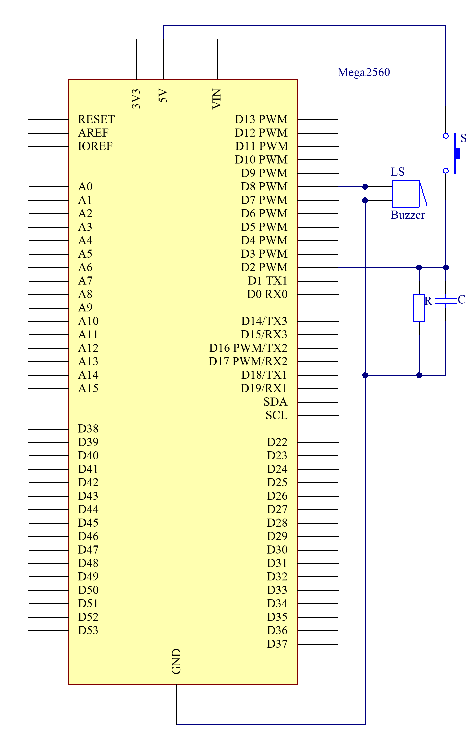 Mega2560
3V3
5V
VIN
RESET
AREF
IOREF
A0
A1
A2
A3
A4
A5
A6
A7
A8
A9
A10
A11
A12
A13
A14
A15
D38
D39
D40
D41
D42
D43
D44
D45
D46
D47
D48
D49
D50
D51
D52
D53
D13 PWM
D12 PWM
D11 PWM
D10 PWM
D9 PWM
D8 PWM
D7 PWM
D6 PWM
D5 PWM
D4 PWM
D3 PWM
D2 PWM
D1 TX1
D0 RX0
D14/TX3
D15/RX3
D16 PWM/TX2
D17 PWM/RX2
D18/TX1
D19/RX1
SDA
SCL
D22
D23
D24
D25
D26
D27
D28
D29
D30
D31
D32
D33
D34
D35
D36
D37
GND
S
LS
Buzzer
R
C